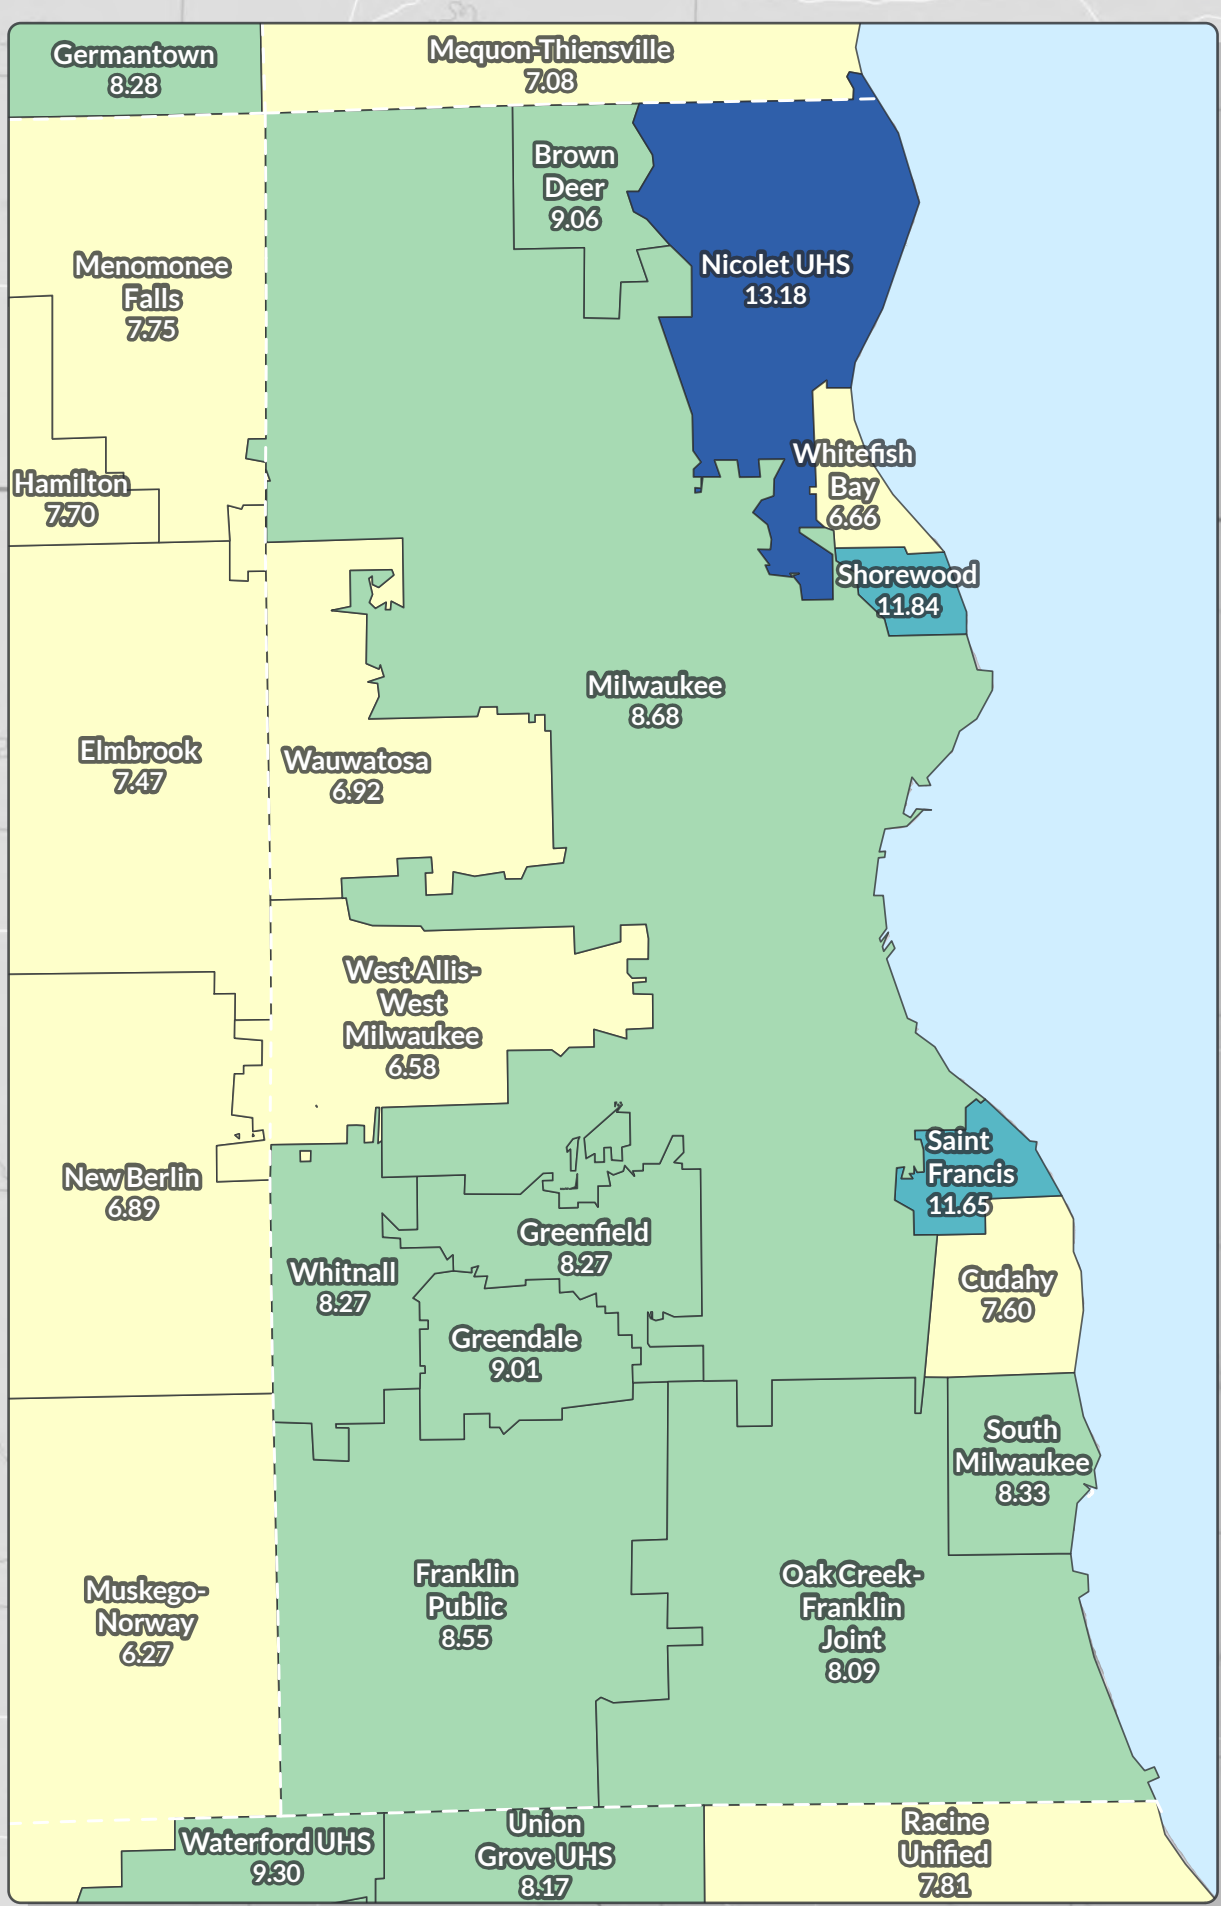 Germantown
8.28
Mequon-Thiensville
7.08
Brown
Deer
9.06
Menomonee
Falls
7.75
Nicolet UHS
13.18
Hamilton
7.70
Whitefish
Bay
6.66
Shorewood
11.84
Milwaukee
8.68
Elmbrook
7.47
Wauwatosa
6.92
West Allis-
West
Milwaukee
6.58
New Berlin
6.89
Saint
Francis
11.65
Greenfield
8.27
Whitnall
8.27
Cudahy
7.60
Greendale
9.01
South
Milwaukee
8.33
Muskego-
Norway
6.27
Franklin
Public
8.55
Oak Creek-
Franklin
Joint
8.09
Waterford UHS
9.30
Union
Grove UHS
8.17
Racine
Unified
7.81